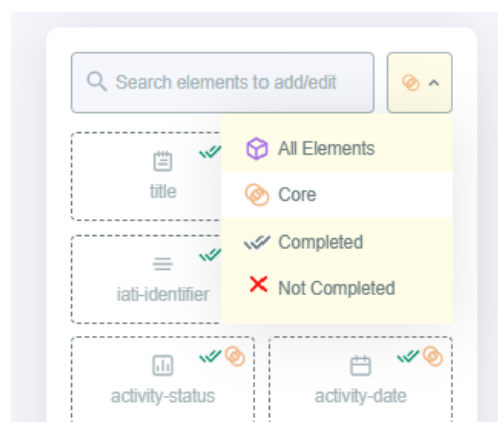 Search elements to add/edit
All Elements
title
Core
Completed
iati-identifier
Not Completed
activity-status
activity-date